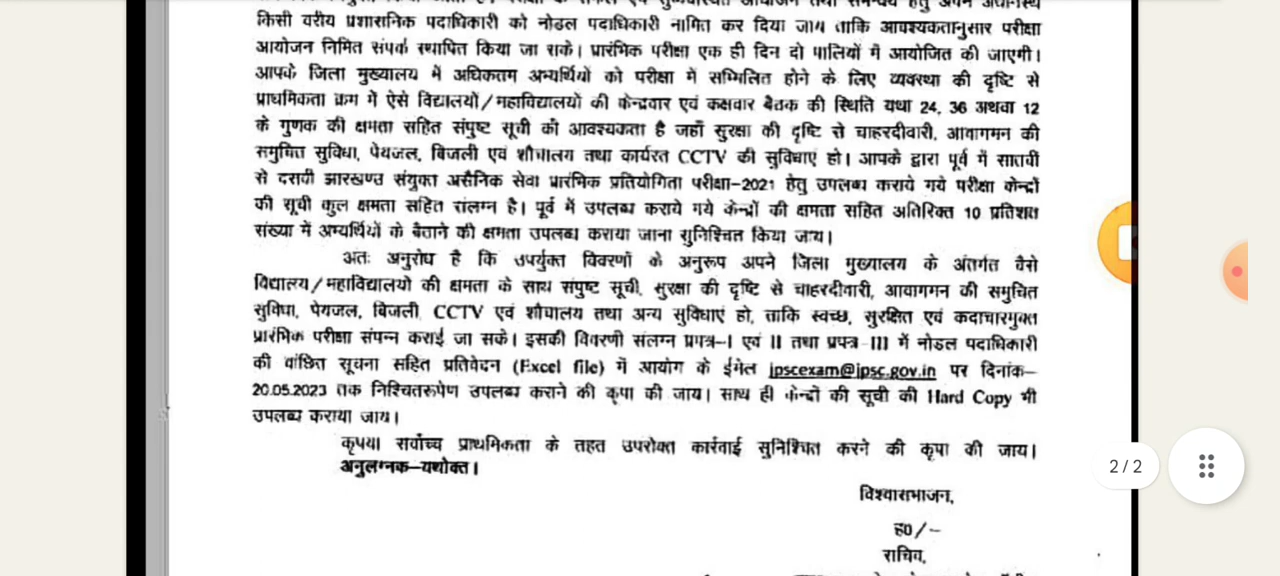 किसी वरीय प्रशासनिक पदाधिकारी को नोडल पदाधिकारी नामित कर दिया जाय ताकि आवश्यकतानुसार परीक्षा
आयोजन निमित संपर्क स्थापित किया जा सके। प्रारंभिक परीक्षा एक ही दिन दो पालियों में आयोजित की जाएगी।
आपके जिला मुख्यालय में अधिकतम अभ्यर्थियों को परीक्षा में सम्मिलित होने के लिए व्यवस्था की दृष्टि से
प्राथमिकता क्रम में ऐसे विद्यालयों/महाविद्यालयों की केन्द्रवार एवं कक्षवार बैठक की स्थिति यथा 24, 36 अथवा 12
के गुणक की क्षमता सहित संपुष्ट सूची की आवश्यकता है जहाँ सुरक्षा की दृष्टि से चाहरदीवारी, आवागमन की
समुचित सुविधा, पेयजल, बिजली एवं शौचालय तथा कार्यरत CCTV की सुविधाएं हो। आपके द्वारा पूर्व में सातवीं
से दसवीं झारखण्ड संयुक्त असैनिक सेवा प्रारंभिक प्रतियोगिता परीक्षा-2021 हेतु उपलब्ध कराये गये परीक्षा केन्द्रों
की सूची कुल क्षमता सहित संलग्न है। पूर्व में उपलब्ध कराये गये केन्द्रों की क्षमता सहित अतिरिक्त 10 प्रतिशत
संख्या में अभ्यर्थियों के बैठाने की क्षमता उपलब्ध कराया जाना सुनिश्चित किया जाय।
अतः अनुरोध है कि उपर्युक्त विवरणों के अनुरूप अपने जिला मुख्यालय के अंतर्गत वैसे
विद्यालय/महाविद्यालयों की क्षमता के साथ संपुष्ट सूची, सुरक्षा की दृष्टि से चाहरदीवारी, आवागमन की समुचित
सुविधा, पेयजल, बिजली, CCTV एवं शौचालय तथा अन्य सुविधाएं हो, ताकि स्वच्छ, सुरक्षित एवं कदाचारमुक्त
प्रारंभिक परीक्षा संपन्न कराई जा सके। इसकी विवरणी संलग्न प्रपत्र-I एवं II तथा प्रपत्र-III में नोडल पदाधिकारी
की वांछित सूचना सहित प्रतिवेदन (Excel file) में आयोग के ईमेल jpscexam@jpsc.gov.in पर दिनांक-
20.05.2023 तक निश्चितरूपेण उपलब्ध कराने की कृपा की जाय। साथ ही केन्द्रों की सूची की Hard Copy भी
उपलब्ध कराया जाय।
कृपया सर्वोच्च प्राथमिकता के तहत उपरोक्त कार्रवाई सुनिश्चित करने की कृपा की जाय।
अनुलग्नक-यथोक्त।
विश्वासभाजन,
ह0/-
सचिव,
2/2